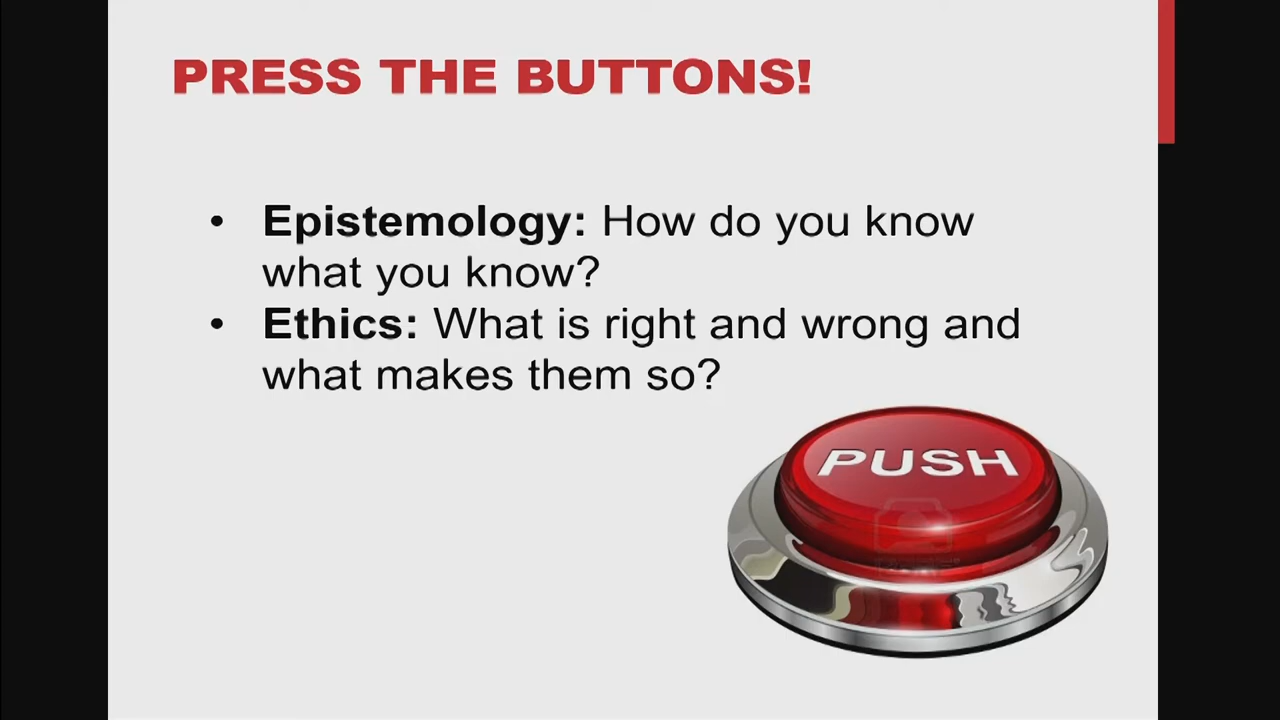 PRESS THE BUTTONS!
• Epistemology: How do you know
what you know?
• Ethics: What is right and wrong and
what makes them so?
PUSH